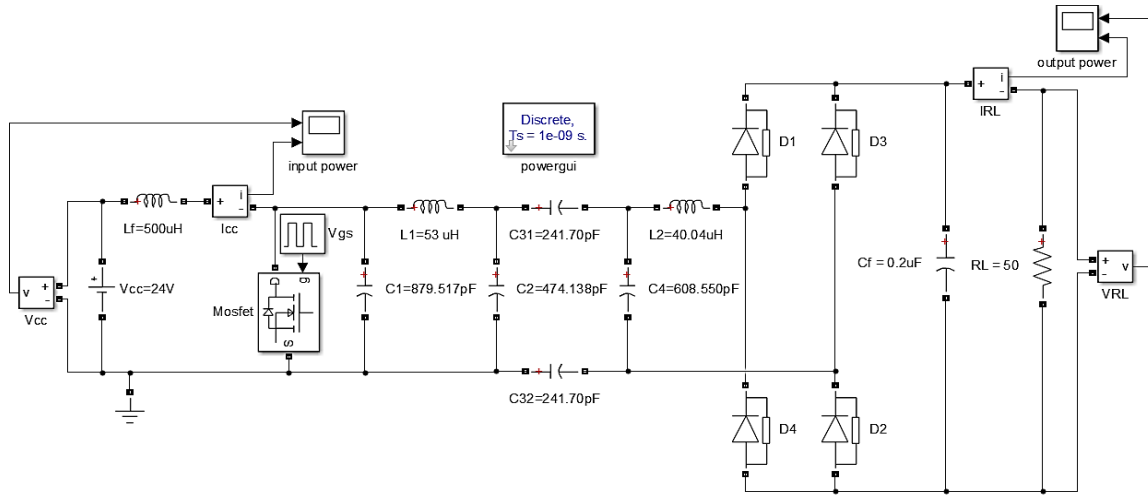 output power
i
+
-
IRL
Discrete,
Ts = 1e-09 s.
powergui
D1
D3
input power
Lf=500uH
+
i
-
Icc
Vgs
L1=53 uH
C31=241.70pF
L2=40.04uH
v
+
-
Vcc
+
Vcc=24V
Mosfet
D
g
S
C1=879.517pF
C2=474.138pF
C4=608.550pF
Cf = 0.2uF
RL = 50
+
-
v
VRL
C32=241.70pF
D4
D2